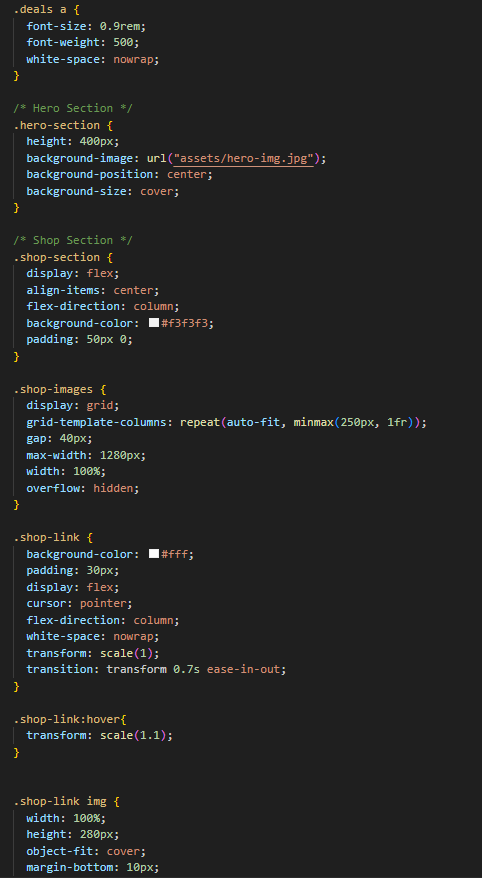 .deals a {
  font-size: 0.9rem;
  font-weight: 500;
  white-space: nowrap;
}

/* Hero Section */
.hero-section {
  height: 400px;
  background-image: url("assets/hero-img.jpg");
  background-position: center;
  background-size: cover;
}

/* Shop Section */
.shop-section {
  display: flex;
  align-items: center;
  flex-direction: column;
  background-color: #f3f3f3;
  padding: 50px 0;
}

.shop-images {
  display: grid;
  grid-template-columns: repeat(auto-fit, minmax(250px, 1fr));
  gap: 40px;
  max-width: 1280px;
  width: 100%;
  overflow: hidden;
}

.shop-link {
  background-color: #fff;
  padding: 30px;
  display: flex;
  cursor: pointer;
  flex-direction: column;
  white-space: nowrap;
  transform: scale(1);
  transition: transform 0.7s ease-in-out;
}

.shop-link:hover{
  transform: scale(1.1);
}


.shop-link img {
  width: 100%;
  height: 280px;
  object-fit: cover;
  margin-bottom: 10px;